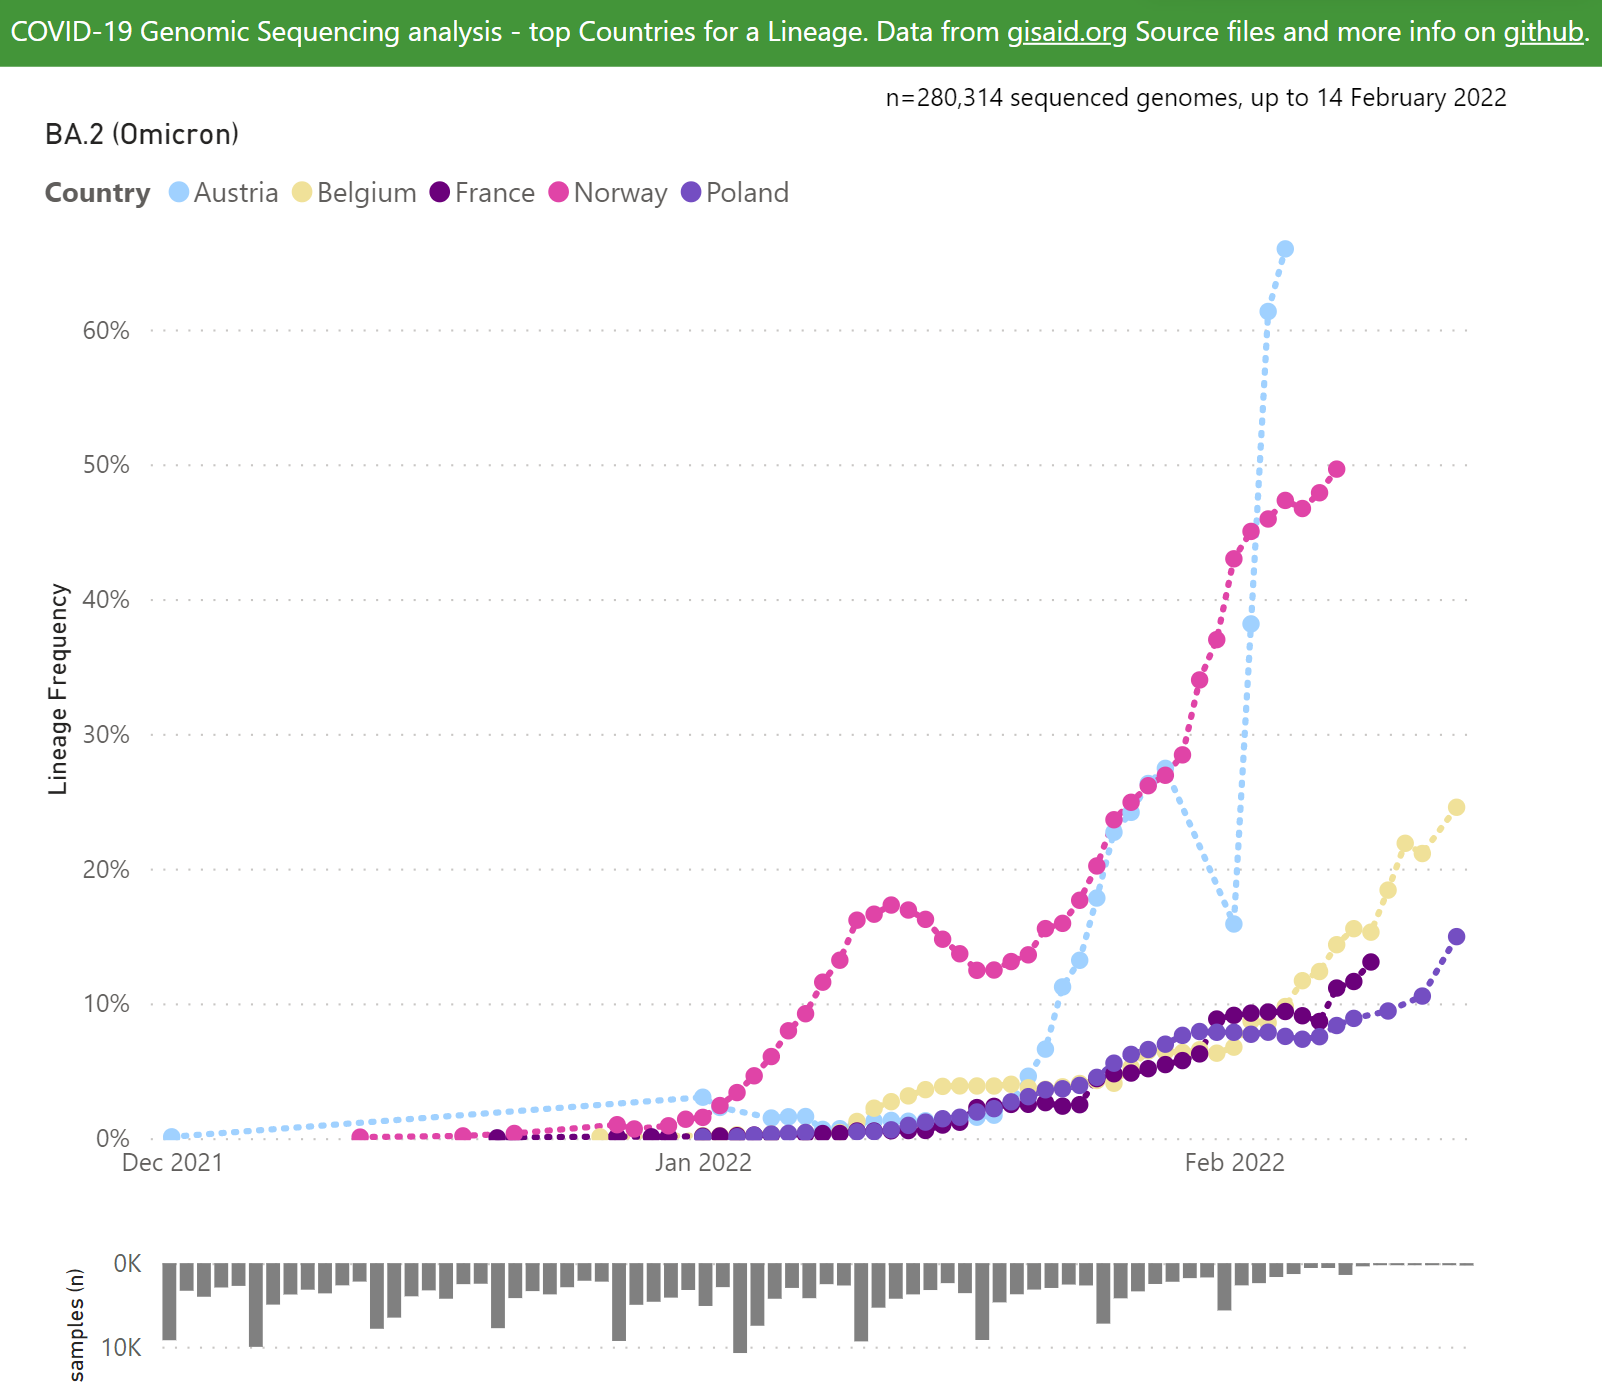 COVID-19 Genomic Sequencing analysis - top Countries for a Lineage. Data from gisaid.org Source files and more info on github.
n=280,314 sequenced genomes, up to 14 February 2022
BA.2 (Omicron)
Country Austria Belgium France Norway Poland
Lineage Frequency
60%
50%
40%
30%
20%
10%
0%
Dec 2021 Jan 2022 Feb 2022
samples (n)
0K
10K